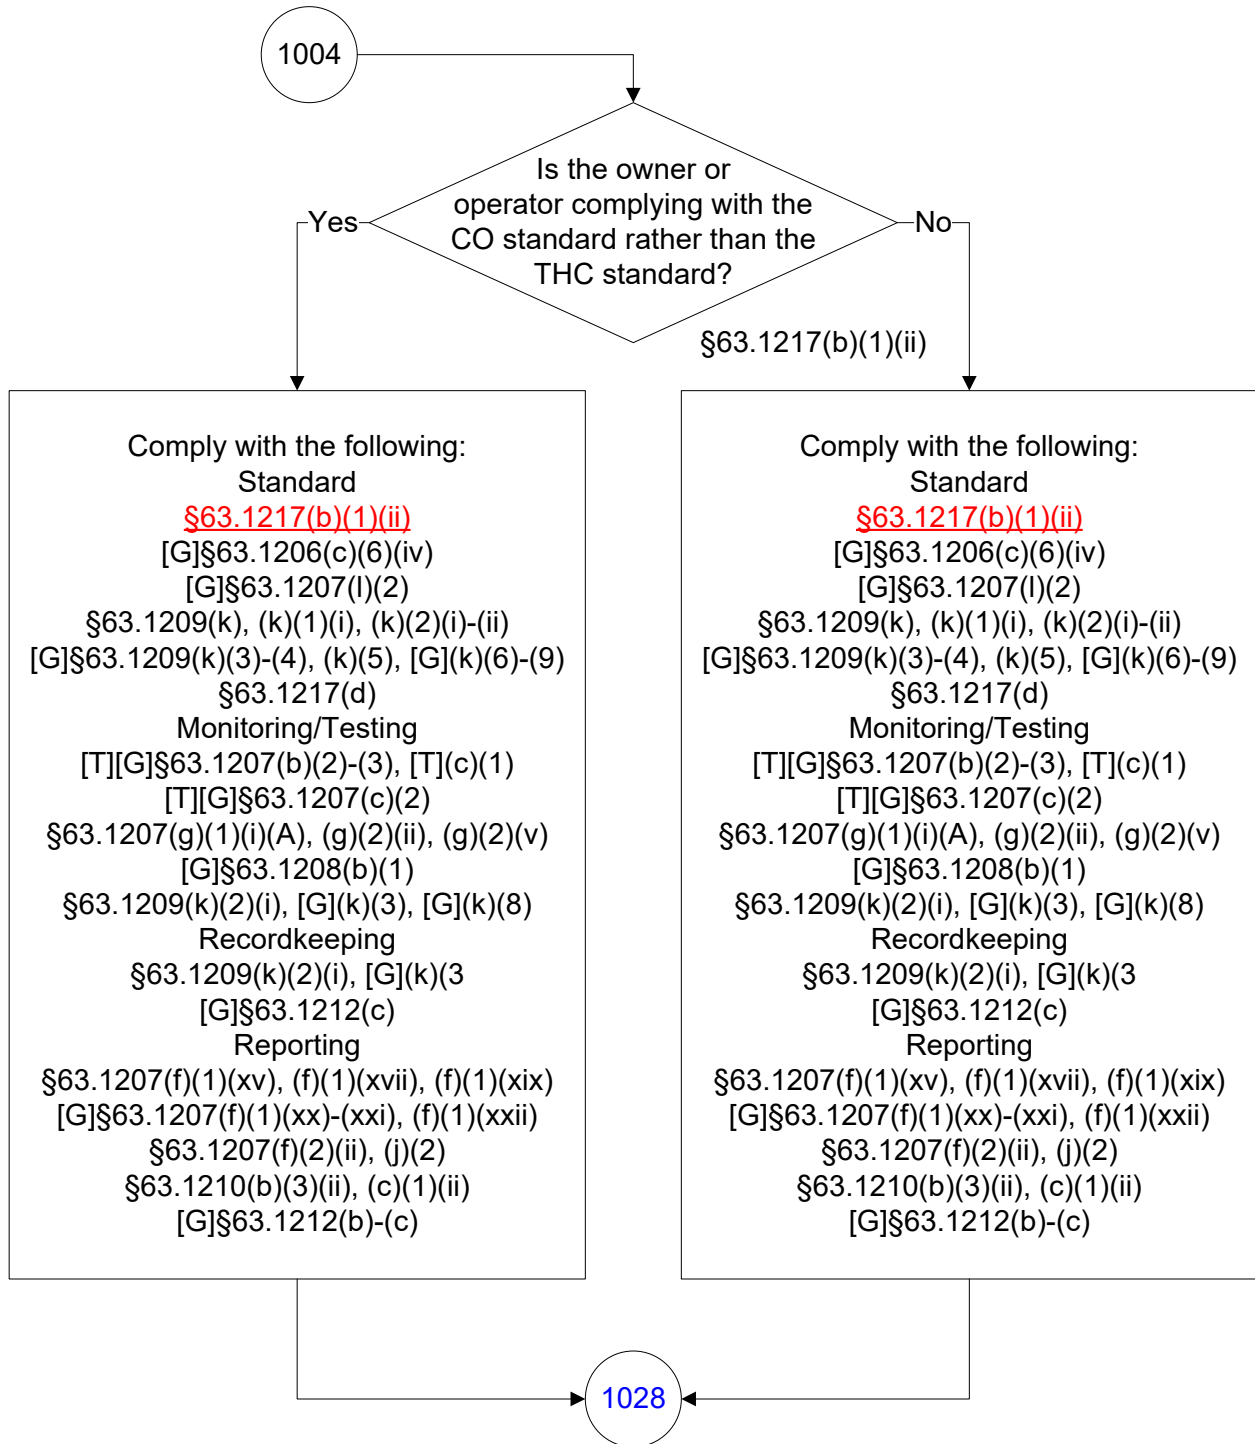 1004
Is the owner or
operator complying with the
CO standard rather than the
THC standard?
Yes
No
§63.1217(b)(1)(ii)
Comply with the following:
Standard
§63.1217(b)(1)(ii)
[G]§63.1206(c)(6)(iv)
[G]§63.1207(l)(2)
§63.1209(k), (k)(1)(i), (k)(2)(i)-(ii)
[G]§63.1209(k)(3)-(4), (k)(5), [G](k)(6)-(9)
§63.1217(d)
Monitoring/Testing
[T][G]§63.1207(b)(2)-(3), [T](c)(1)
[T][G]§63.1207(c)(2)
§63.1207(g)(1)(i)(A), (g)(2)(ii), (g)(2)(v)
[G]§63.1208(b)(1)
§63.1209(k)(2)(i), [G](k)(3), [G](k)(8)
Recordkeeping
§63.1209(k)(2)(i), [G](k)(3
[G]§63.1212(c)
Reporting
§63.1207(f)(1)(xv), (f)(1)(xvii), (f)(1)(xix)
[G]§63.1207(f)(1)(xx)-(xxi), (f)(1)(xxii)
§63.1207(f)(2)(ii), (j)(2)
§63.1210(b)(3)(ii), (c)(1)(ii)
[G]§63.1212(b)-(c)
Comply with the following:
Standard
§63.1217(b)(1)(ii)
[G]§63.1206(c)(6)(iv)
[G]§63.1207(l)(2)
§63.1209(k), (k)(1)(i), (k)(2)(i)-(ii)
[G]§63.1209(k)(3)-(4), (k)(5), [G](k)(6)-(9)
§63.1217(d)
Monitoring/Testing
[T][G]§63.1207(b)(2)-(3), [T](c)(1)
[T][G]§63.1207(c)(2)
§63.1207(g)(1)(i)(A), (g)(2)(ii), (g)(2)(v)
[G]§63.1208(b)(1)
§63.1209(k)(2)(i), [G](k)(3), [G](k)(8)
Recordkeeping
§63.1209(k)(2)(i), [G](k)(3
[G]§63.1212(c)
Reporting
§63.1207(f)(1)(xv), (f)(1)(xvii), (f)(1)(xix)
[G]§63.1207(f)(1)(xx)-(xxi), (f)(1)(xxii)
§63.1207(f)(2)(ii), (j)(2)
§63.1210(b)(3)(ii), (c)(1)(ii)
[G]§63.1212(b)-(c)
1028